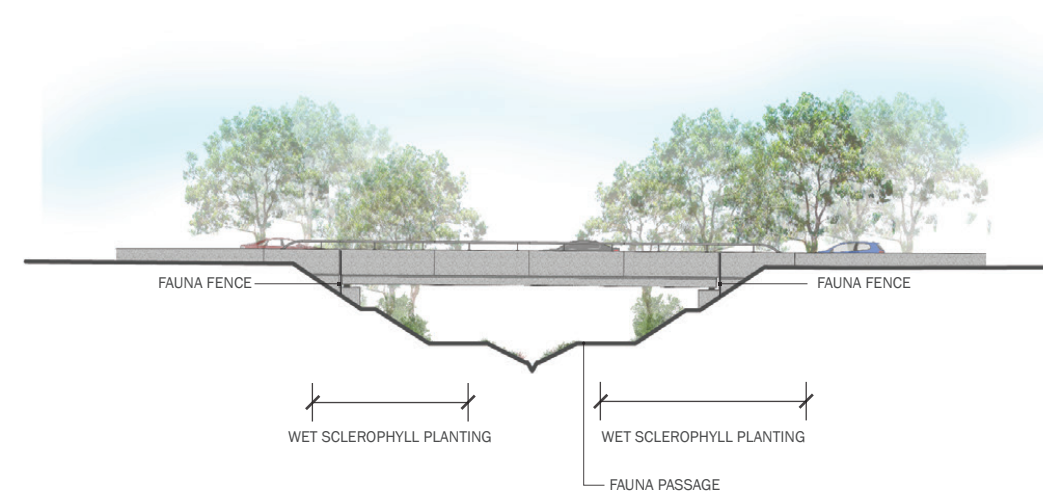 FAUNA FENCE
FAUNA FENCE
WET SCLEROPHYLL PLANTING
WET SCLEROPHYLL PLANTING
FAUNA PASSAGE